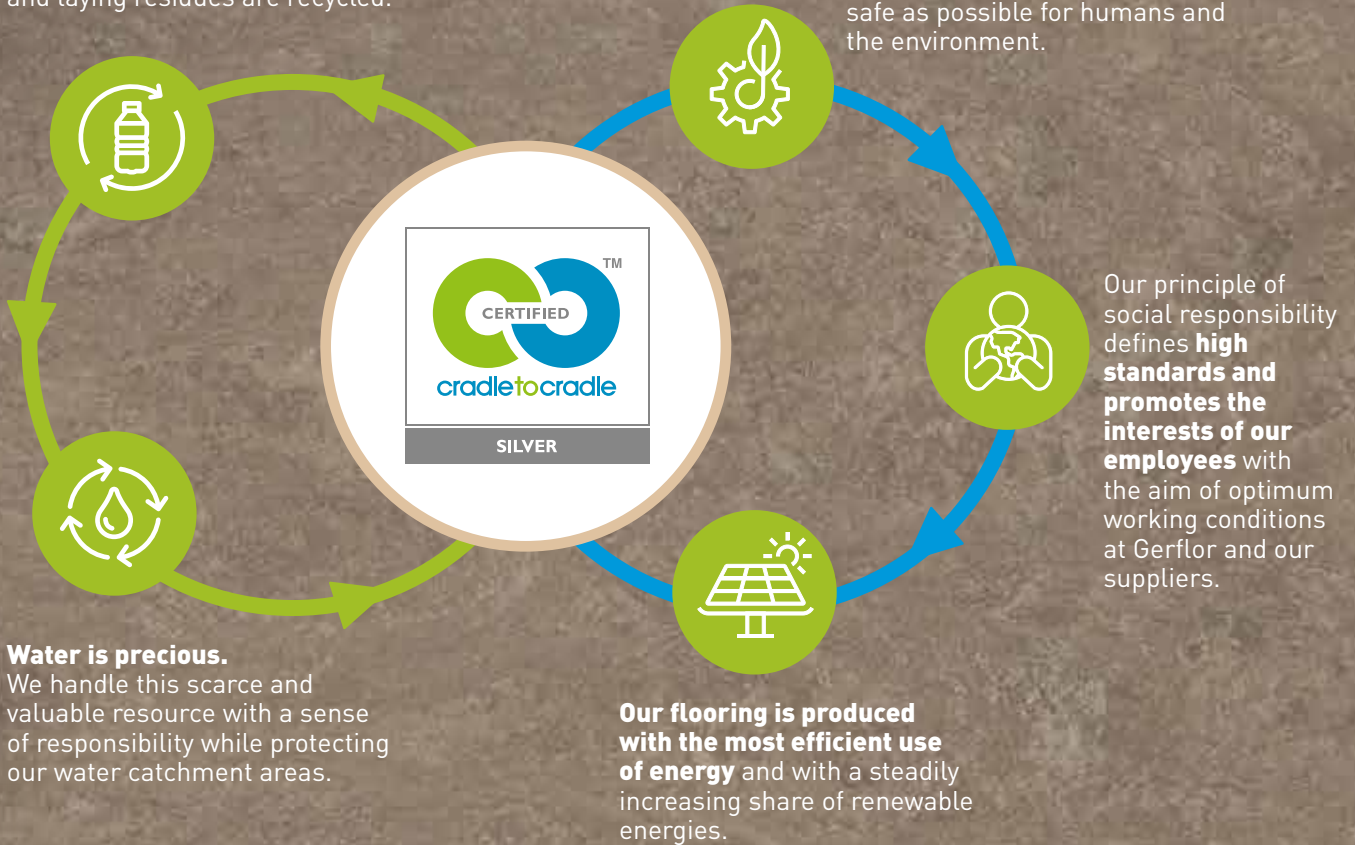 and laying residues are recycled.
safe as possible for humans and
the environment.
TM
CERTIFIED
cradletocradle
SILVER
Our principle of
social responsibility
defines high
standards and
promotes the
interests of our
employees with
the aim of optimum
working conditions
at Gerflor and our
suppliers.
Water is precious.
We handle this scarce and
valuable resource with a sense
of responsibility while protecting
our water catchment areas.
Our flooring is produced
with the most efficient use
of energy and with a steadily
increasing share of renewable
energies.